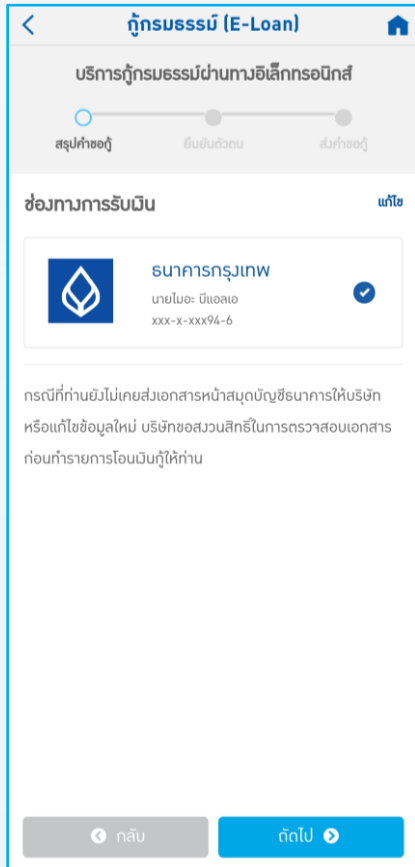 กู้กรมธรรม์ (E-Loan)
บริการกู้กรมธรรม์ผ่านทางอิเล็กทรอนิกส์
สรุปคำขอกู้ ยืนยันตัวตน ส่งคำขอกู้
ช่องทางการรับเงิน แก้ไข
ธนาคารกรุงเทพ
นายไมอะ บีแอลเอ
xxx-x-xxx94-6
กรณีที่ท่านยังไม่เคยส่งเอกสารหน้าสมุดบัญชีธนาคารให้บริษัท
หรือแก้ไขข้อมูลใหม่ บริษัทขอสงวนสิทธิ์ในการตรวจสอบเอกสาร
ก่อนทำรายการโอนเงินกู้ให้ท่าน
กลับ ถัดไป